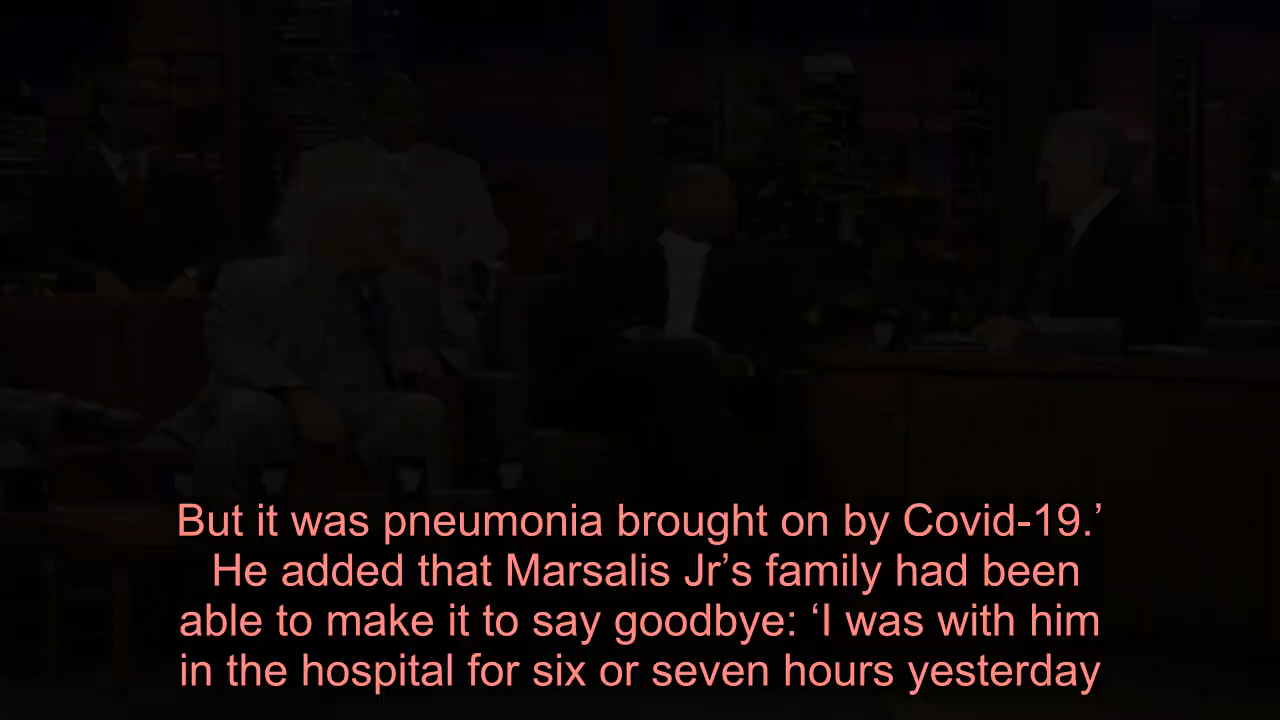 But it was pneumonia brought on by Covid-19.’
He added that Marsalis Jr’s family had been
able to make it to say goodbye: ‘I was with him
in the hospital for six or seven hours yesterday